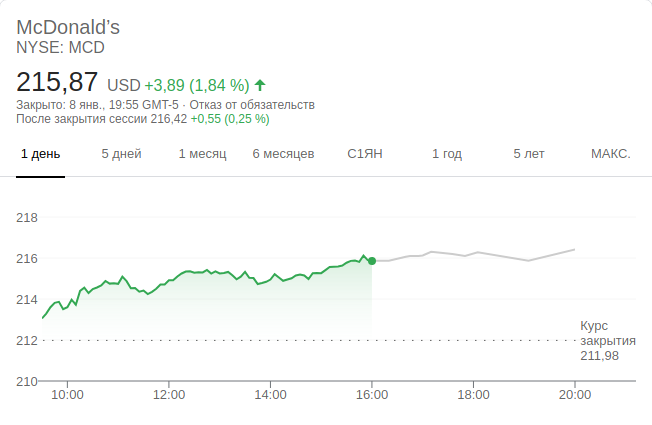 McDonald’s
NYSE: MCD
215,87 USD +3,89 (1,84 %)
Закрыто: 8 янв., 19:55 GMT-5 · Отказ от обязательств
После закрытия сессии 216,42 +0,55 (0,25 %)
1 день 5 дней 1 месяц 6 месяцев С1ЯН 1 год 5 лет МАКС.
218
216
214
212
210
Курс
закрытия
211,98
10:00 12:00 14:00 16:00 18:00 20:00